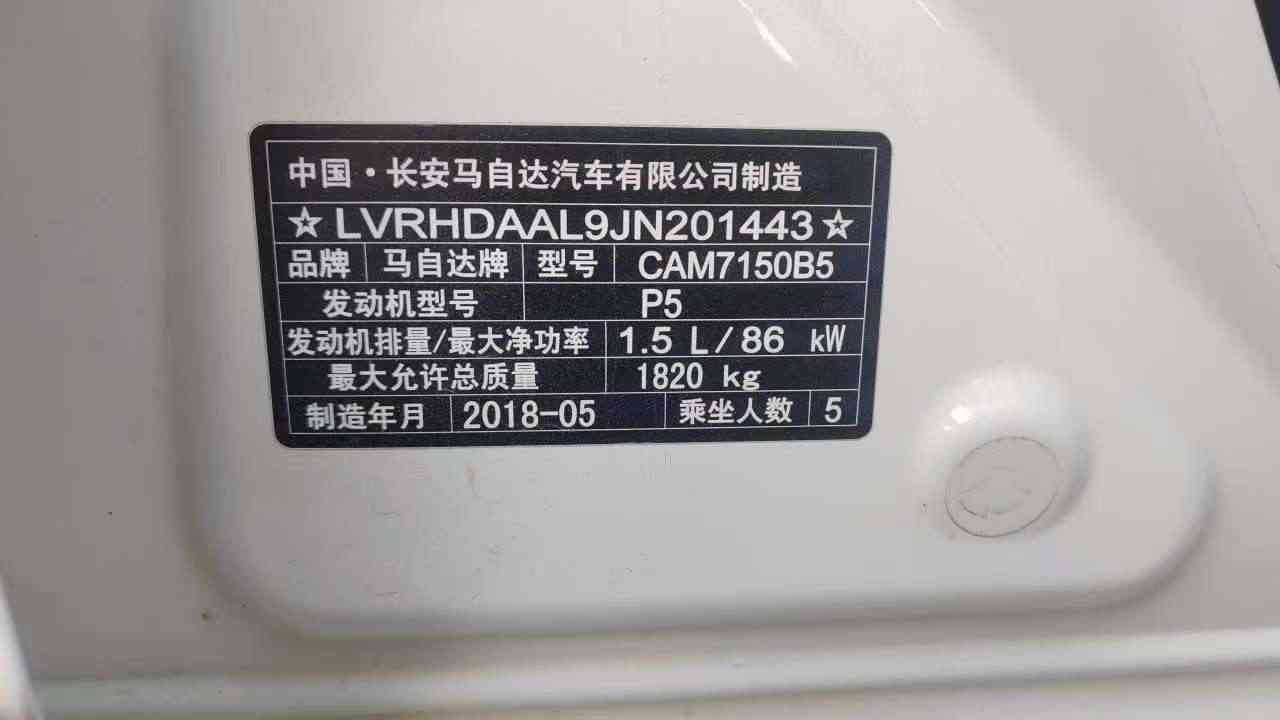 中国·长安马自达汽车有限公司制造
☆LVRHDAAL9JN201443☆
品牌 马自达牌 型号 CAM7150B5
发动机型号 P5
发动机排量/最大净功率 1.5 L/86 kW
最大允许总质量 1820 kg
制造年月 2018-05 乘坐人数 5